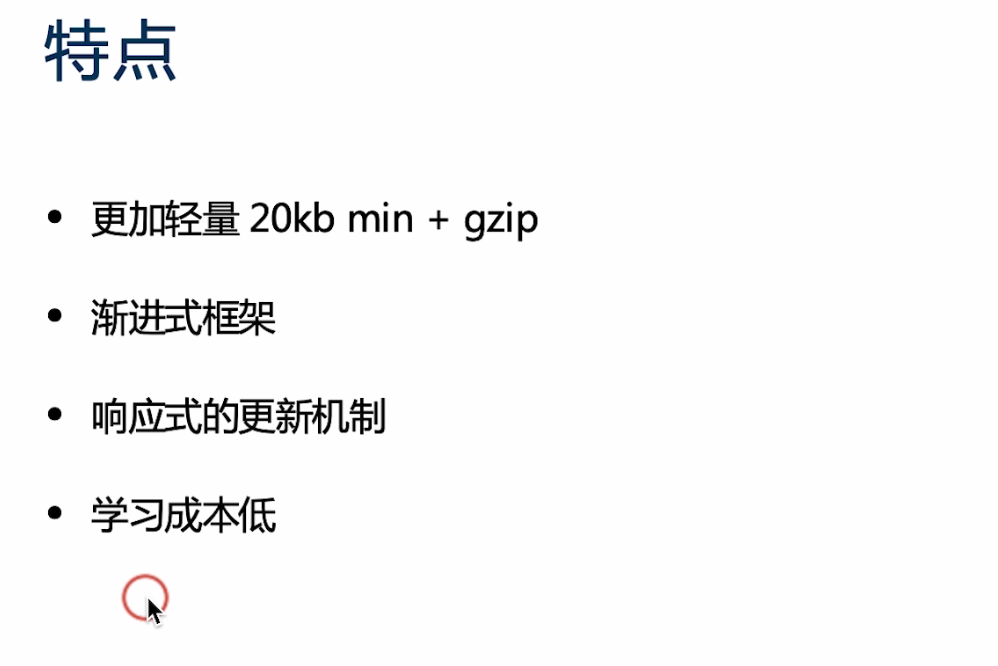 特点
• 更加轻量 20kb min + gzip
• 渐进式框架
• 响应式的更新机制
• 学习成本低